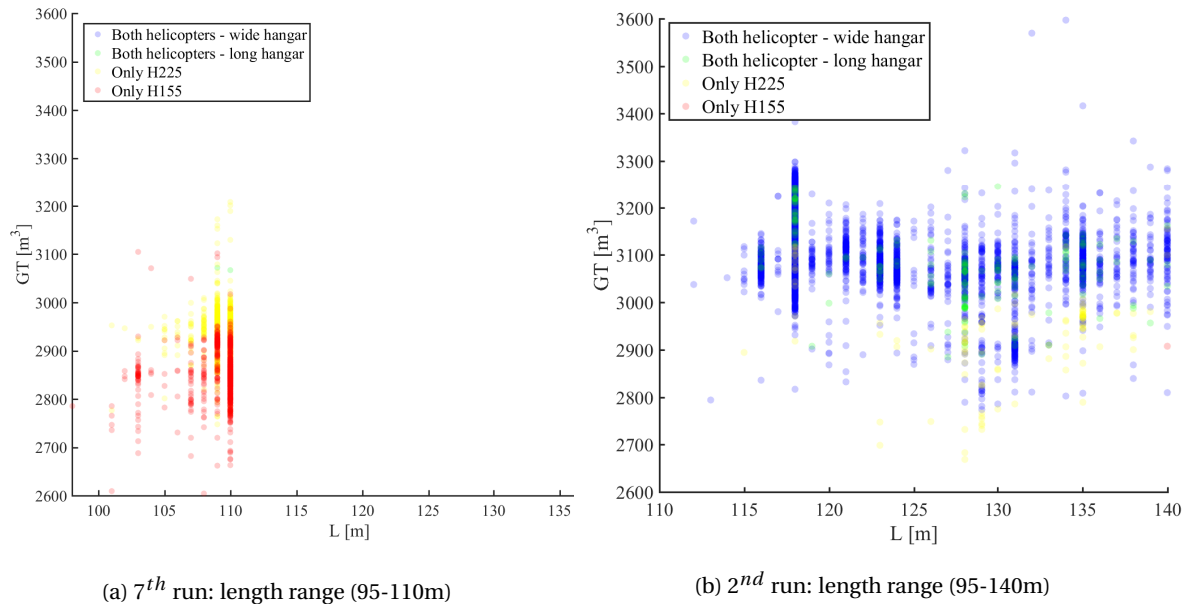 3600
3500
3400
3300
3200
3100
3000
2900
2800
2700
2600
GT [m³]
Both helicopters - wide hangar
Both helicopters - long hangar
Only H225
Only H155
100 105 110 120 115 125 130 135
L [m]
(a) 7th run: length range (95-110m)
3600
3500
3400
3300
3200
3100
3000
2900
2800
2700
2600
GT [m³]
Both helicopter - wide hangar
Both helicopter - long hangar
Only H225
Only H155
110 115 120 125 130 135 140
L [m]
(b) 2nd run: length range (95-140m)